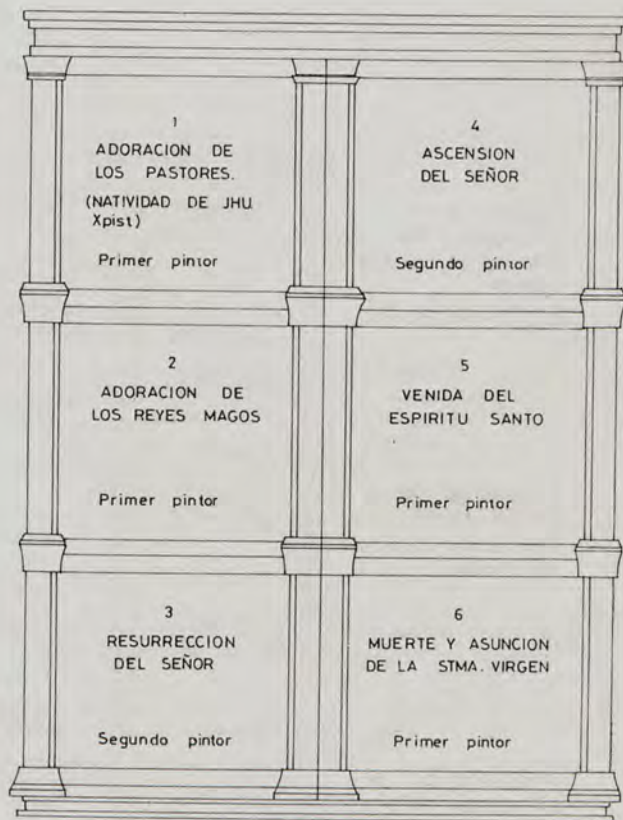 1
ADORACION DE
LOS PASTORES.
(NATIVIDAD DE JHU.
Xpist)
Primer pintor
2
ADORACION DE
LOS REYES MAGOS
Primer pintor
3
RESURRECCION
DEL SEÑOR
Segundo pintor
4
ASCENSION
DEL SEÑOR
Segundo pintor
5
VENIDA DEL
ESPIRITU SANTO
Primer pintor
6
MUERTE Y ASUNCION
DE LA STMA. VIRGEN
Primer pintor